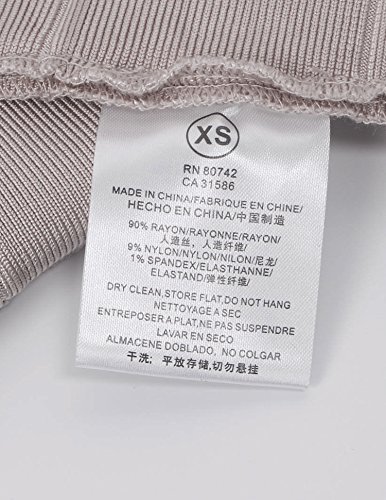 XS
RN 80742
CA 31586
MADE IN CHINA/FABRIQUE EN CHINE/
HECHO EN CHINA/中国制造
90% RAYON/RAYONNE/RAYON/
人造丝，人造纤维/
9% NYLON/NYLON/NILON/尼龙/
1% SPANDEX/ELASTHANNE/
ELASTAND/弹性纤维/
DRY CLEAN,STORE FLAT.DO NOT HANG
NETTOYAGE A SEC
ENTREPOSER A PLAT,NE PAS SUSPENDRE
LAVAR EN SECO
ALMACENE DOBLADO, NO COLGAR
干洗; 平放存储,切勿悬挂